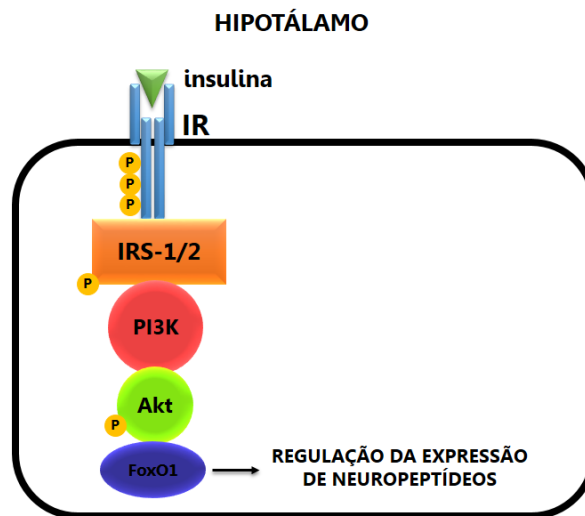 HIPOTÁLAMO
insulina
IR
P
P
P
IRS-1/2
P
PI3K
Akt
P
FoxO1
REGULAÇÃO DA EXPRESSÃO
DE NEUROPEPTÍDEOS